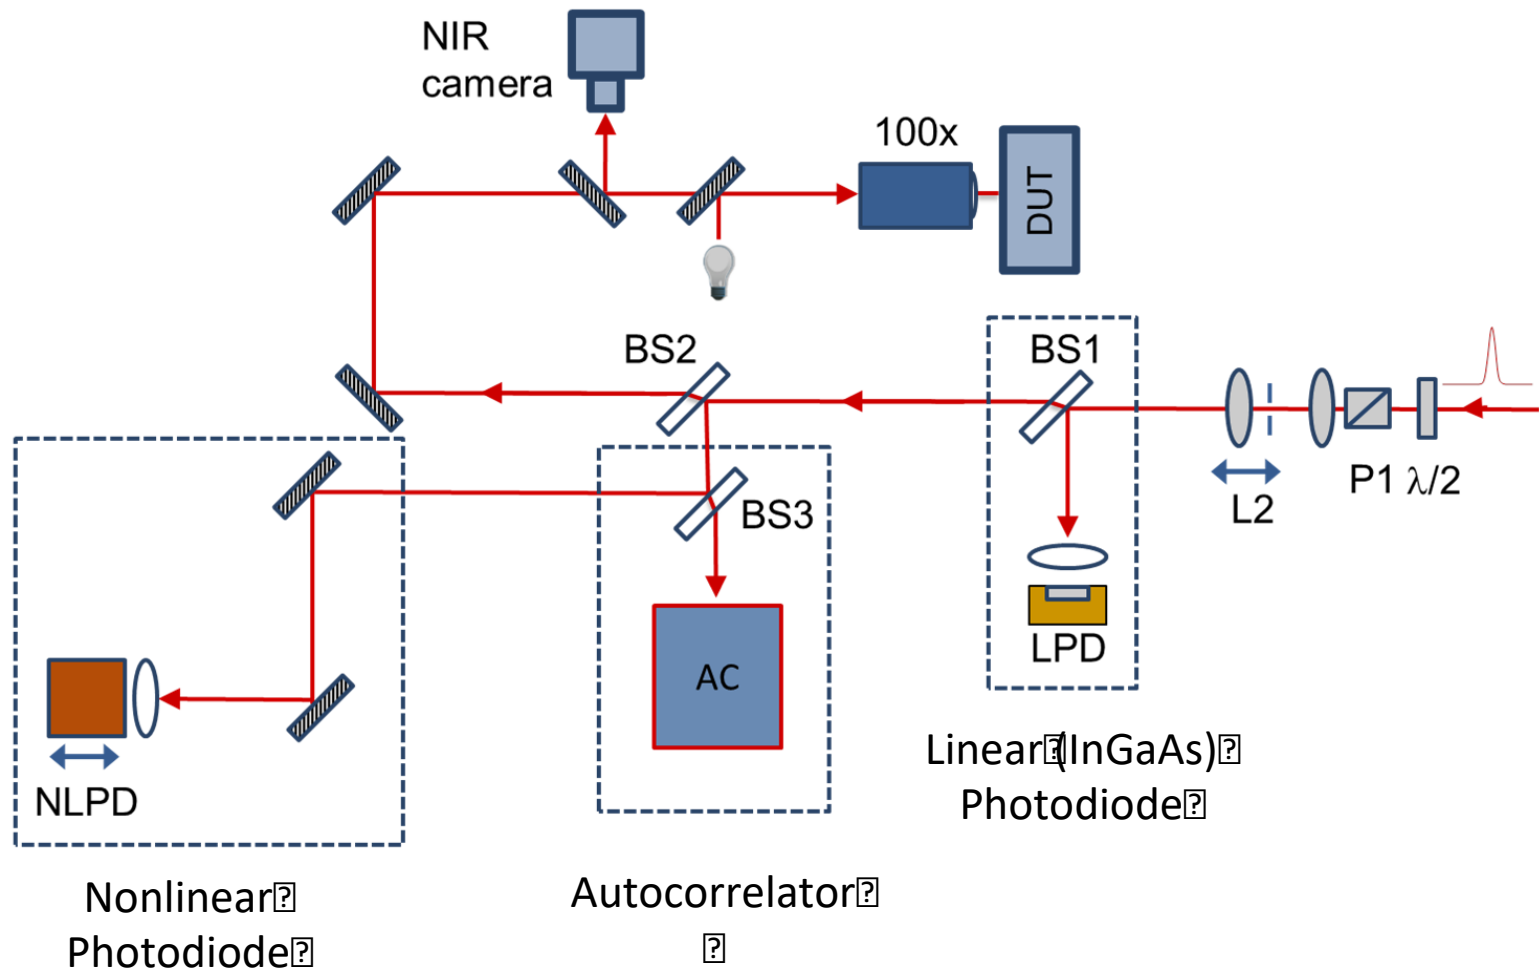 NIR
camera
100x
DUT
BS2
BS1
P1 λ/2
L2
BS3
LPD
AC
NLPD
Linear (InGaAs)
Photodiode
Autocorrelator
Nonlinear
Photodiode